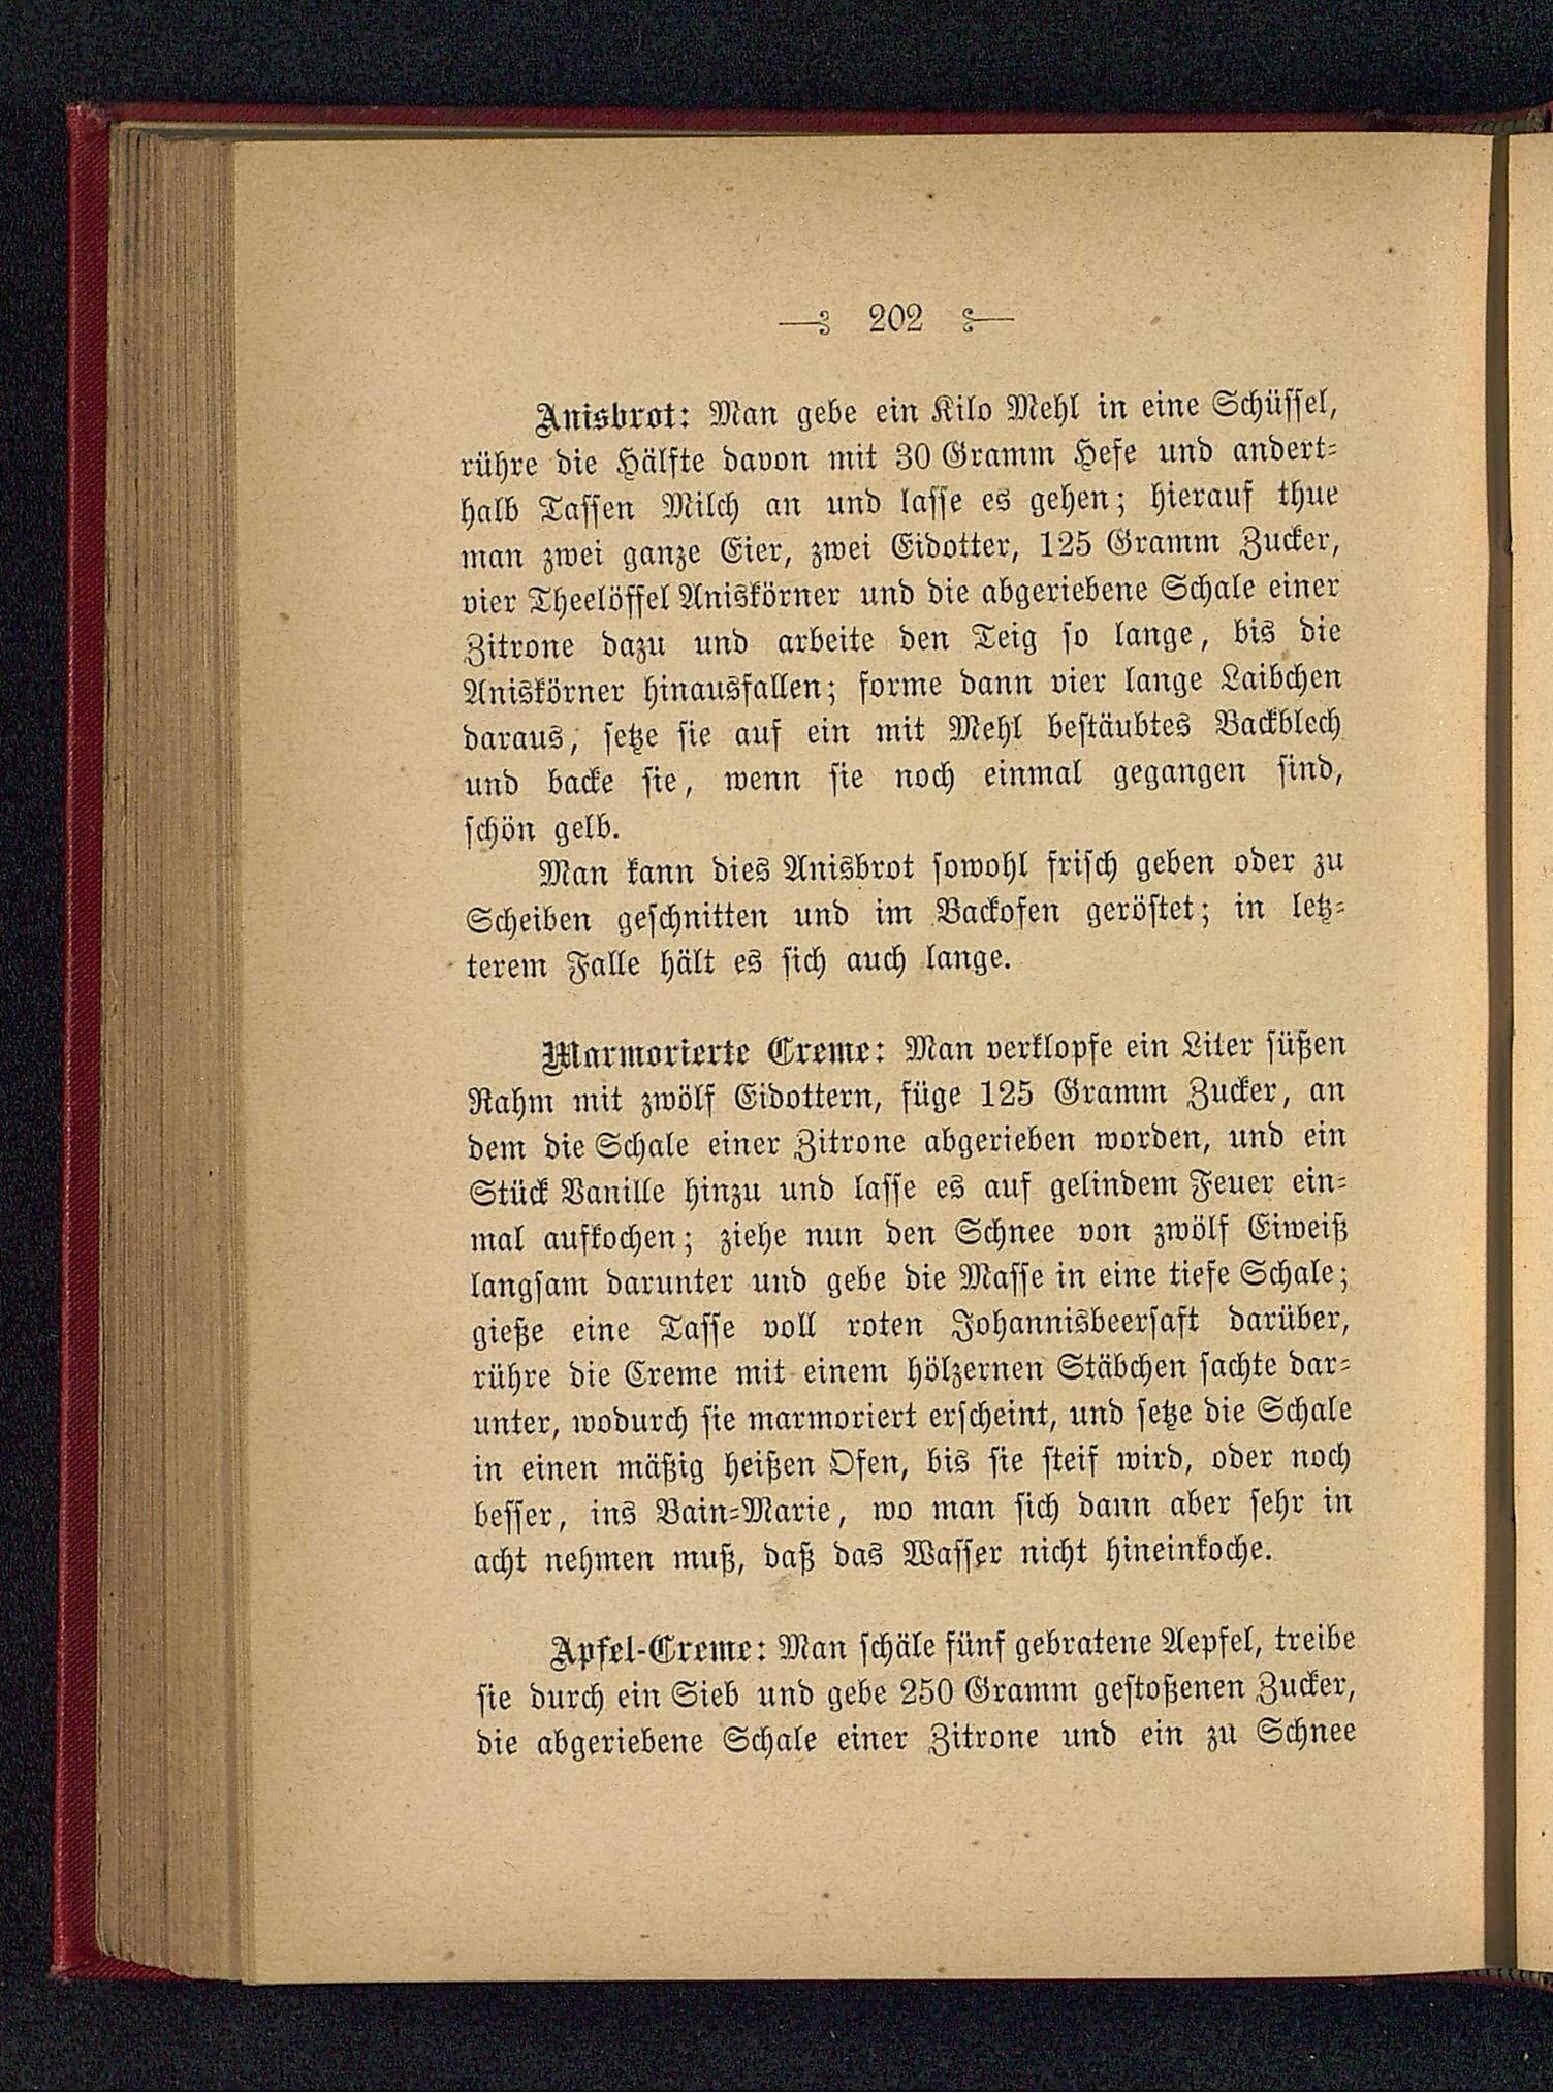 202
Anisbrot: Man gebe ein Kilo Mehl in eine Schüssel,
rühre die Hälfte davon mit 30 Gramm Hefe und andert-
halb Tassen Milch an und lasse es gehen; hierauf thue
man zwei ganze Eier, zwei Eidotter, 125 Gramm Zucker,
vier Theelöffel Aniskörner und die abgeriebene Schale einer
Zitrone dazu und arbeite den Teig so lange, bis die
Aniskörner hinausfallen; forme dann vier lange Laibchen
daraus, setze sie auf ein mit Mehl bestäubtes Backblech
und backe sie, wenn sie noch einmal gegangen sind,
schön gelb.
Man kann dies Anisbrot sowohl frisch geben oder zu
Scheiben geschnitten und im Backofen geröstet; in letz-
terem Falle hält es sich auch lange.
Marmorierte Creme: Man verklopfe ein Liter süßen
Rahm mit zwölf Eidottern, füge 125 Gramm Zucker, an
dem die Schale einer Zitrone abgerieben worden, und ein
Stück Vanille hinzu und lasse es auf gelindem Feuer ein-
mal aufkochen; ziehe nun den Schnee von zwölf Eiweiß
langsam darunter und gebe die Masse in eine tiefe Schale;
gieße eine Tasse voll roten Johannisbeersaft darüber,
rühre die Creme mit einem hölzernen Stäbchen sachte dar-
unter, wodurch sie marmoriert erscheint, und setze die Schale
in einen mäßig heißen Ofen, bis sie steif wird, oder noch
besser, ins Bain-Marie, wo man sich dann aber sehr in
acht nehmen muß, daß das Wasser nicht hineinkoche.
Apfel-Creme: Man schäle fünf gebratene Aepfel, treibe
sie durch ein Sieb und gebe 250 Gramm gestoßenen Zucker,
die abgeriebene Schale einer Zitrone und ein zu Schnee